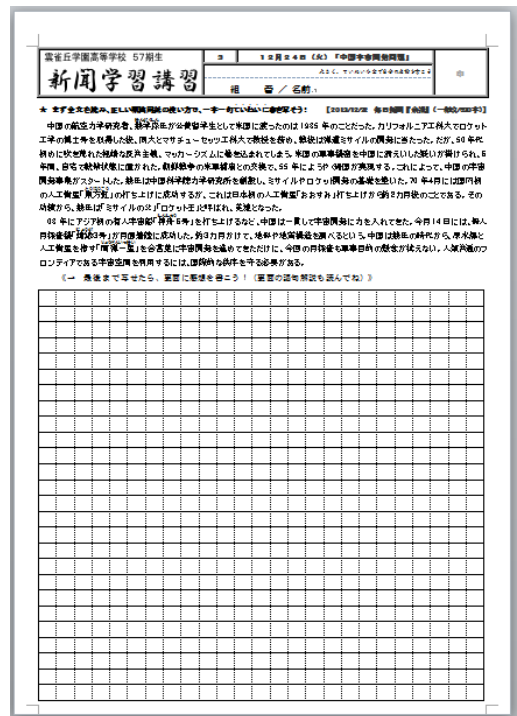 雲雀丘学園高等学校 57期生
3
12月24日（火）「中国宇宙開発問題」
新聞学習講習
組 番 / 名前
印
★ まず全文を読み、正しい原稿用紙の使い方で、一字一句ていねいに書き写そう！ 【2013/12/22 毎日新聞『余録』（一部改/530字）】
中国の航空力学研究者、銭学森氏が公費留学生として米国に渡ったのは1935 年のことだった。カリフォルニア工科大でロケット
工学の博士号を取得した後、同大とマサチューセッツ工科大で教授を務め、戦後は弾道ミサイルの開発に当たった。だが、50 年代
初めに吹き荒れた組織的な反共主義、マッカーシズムに巻き込まれてしまう。米国の軍事機密を中国に漏えいした疑いが掛けられ、5
年間、自宅で軟禁状態に置かれた。朝鮮戦争の米軍捕虜との交換で、55 年にようやく帰国が実現する。これによって、中国の宇宙
開発事業がスタートした。銭氏は中国科学院力学研究所を創設し、ミサイルやロケット開発の基礎を築いた。70 年4月には国内初
の人工衛星「東方紅」の打ち上げに成功するが、これは日本初の人工衛星「おおすみ」打ち上げから約2カ月後のことである。その
功績から、銭氏は「ミサイルの父」「ロケット王」と呼ばれ、英雄となった。
03 年にアジア初の有人宇宙船「神舟5号」を打ち上げるなど、中国は一貫して宇宙開発に力を入れてきた。今月14日には、無人
月探査機「嫦娥3号」が月面着陸に成功した。約3カ月かけて、地形や地質構造を調べるという。中国は銭氏の時代から、原水爆と
人工衛星を指す「両弾一星」を合言葉に宇宙開発を進めてきただけに、今回の月探査も軍事目的の懸念が拭えない。人類共通のフ
ロンティアである宇宙空間を利用するには、国際的な秩序を守る必要がある。
《→ 最後まで写せたら、裏面に感想を書こう！（裏面の語句解説も読んでね）》